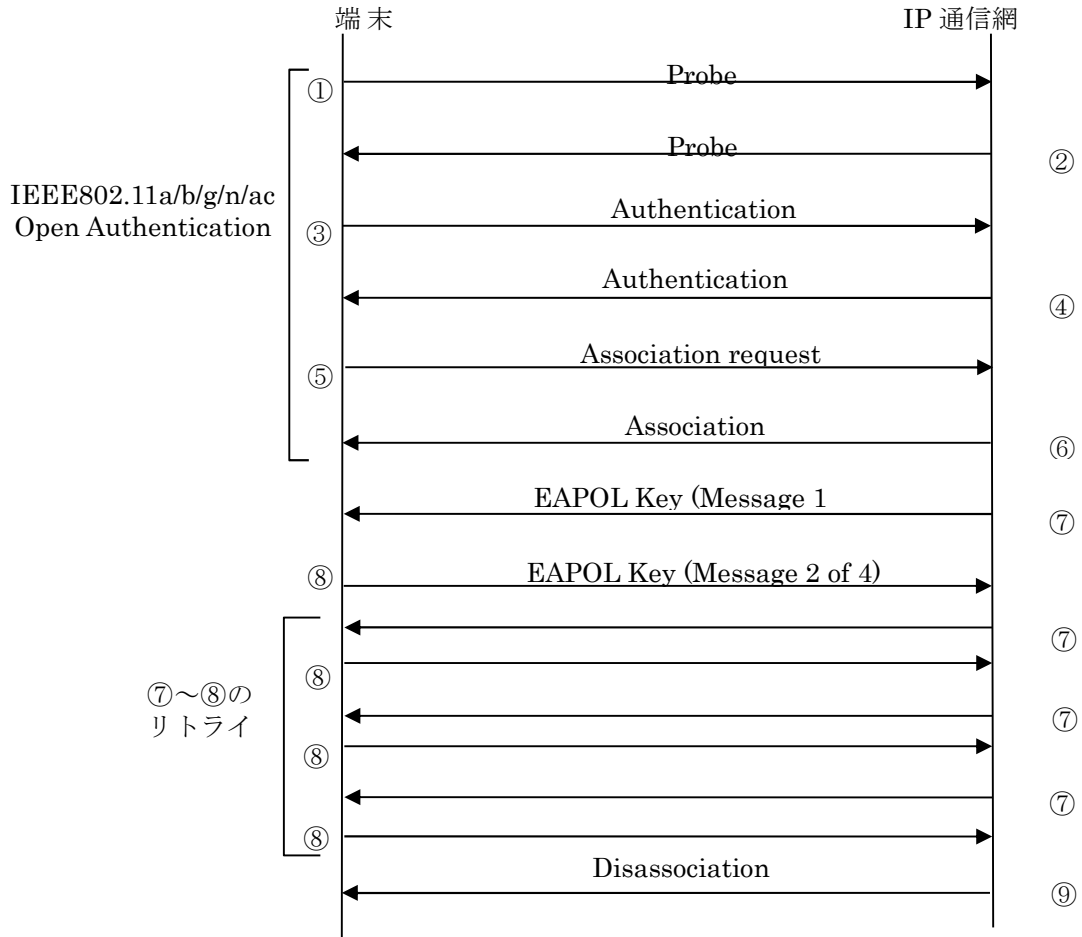 端 末
IP 通信網
①
Probe
Probe
②
IEEE802.11a/b/g/n/ac
Open Authentication
③
Authentication
Authentication
④
⑤
Association request
Association
⑥
EAPOL Key (Message 1
⑦
⑧
EAPOL Key (Message 2 of 4)
⑦
⑦～⑧の
リトライ
⑧
⑦
⑧
⑦
⑧
Disassociation
⑨